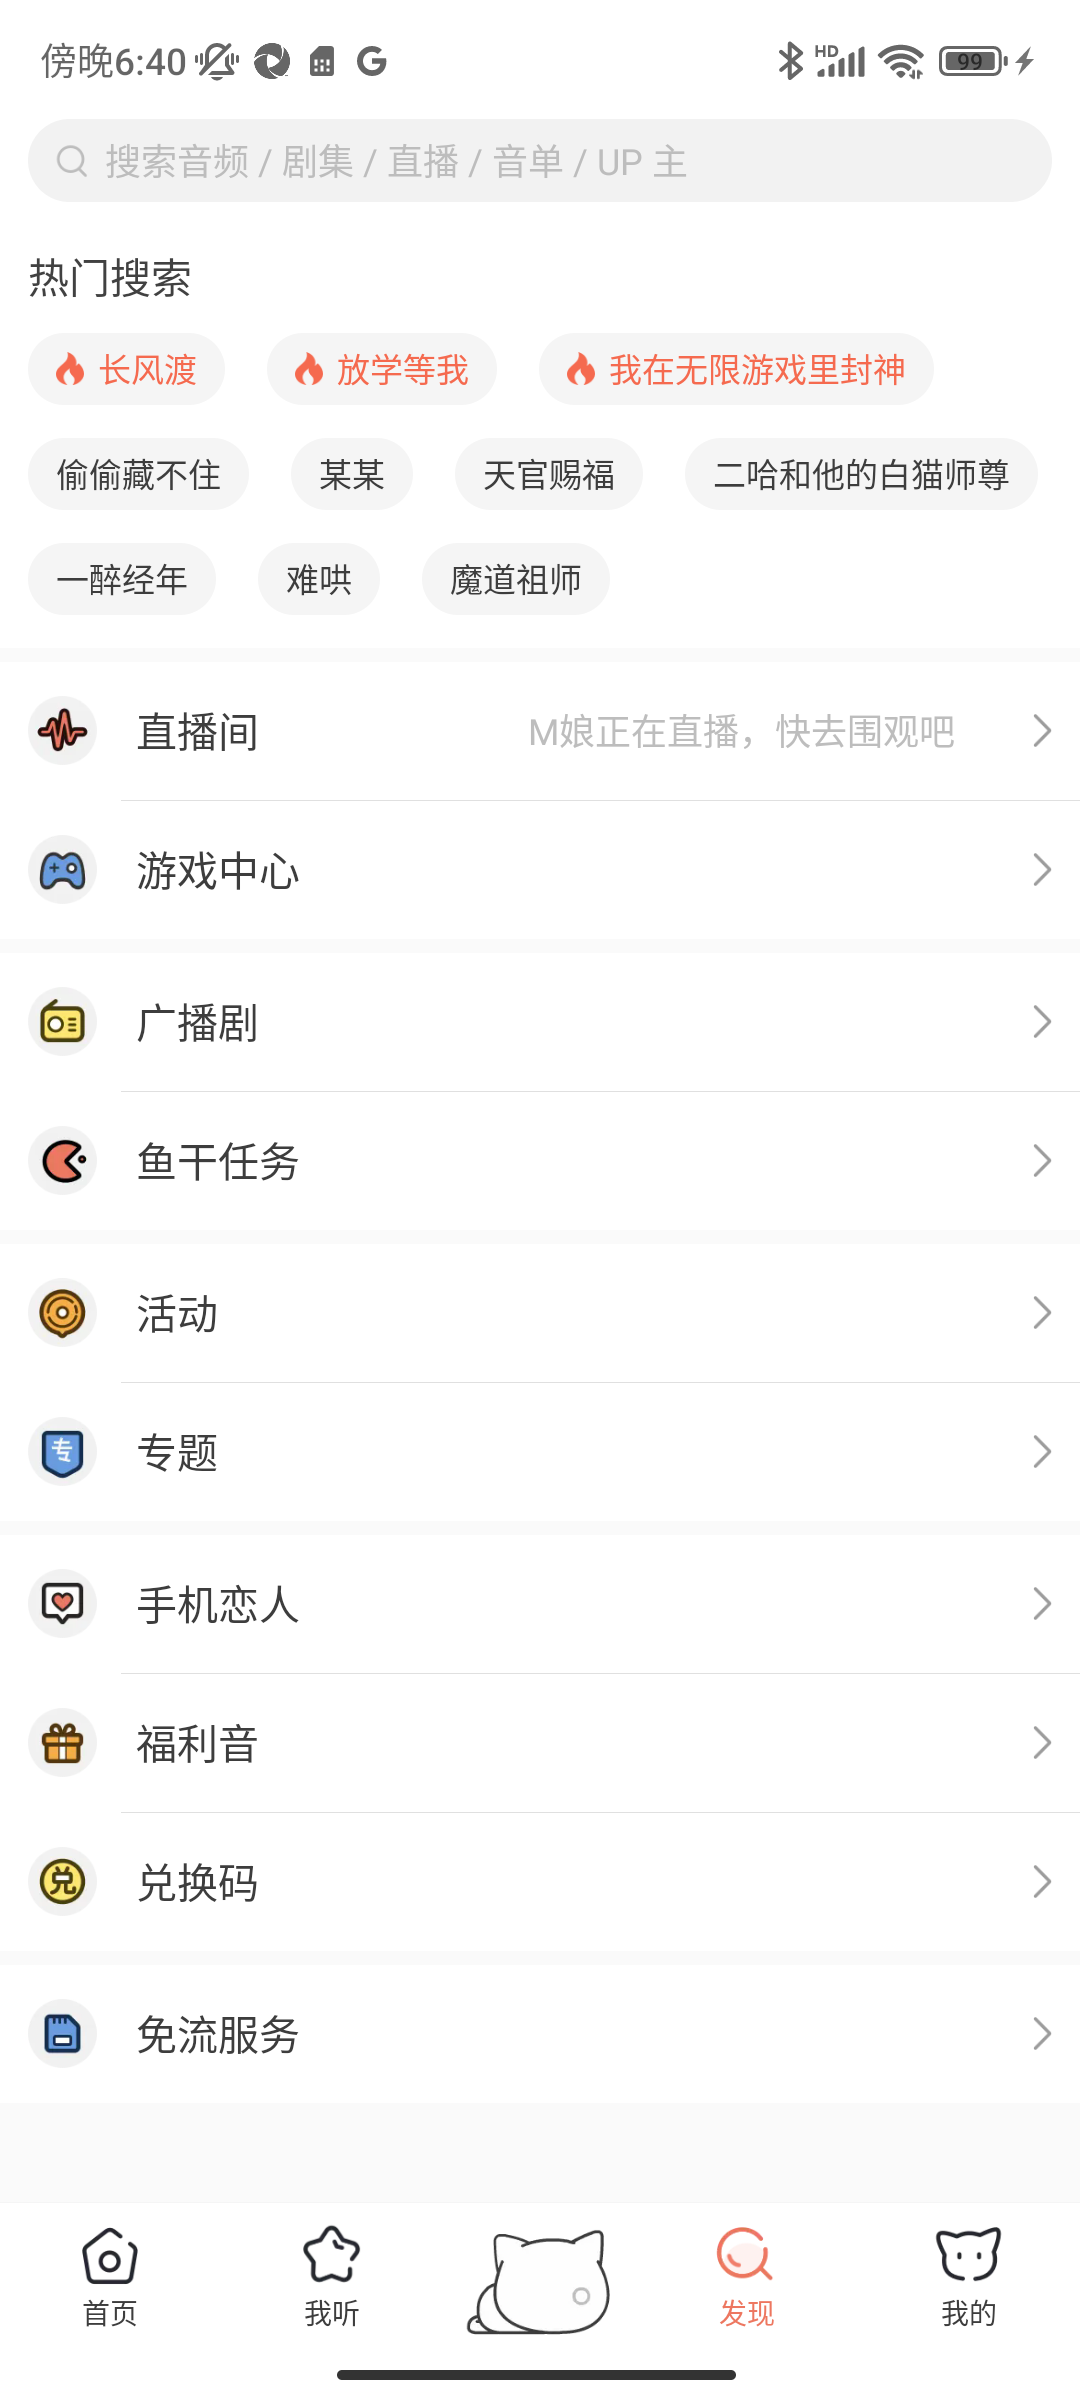 傍晚6:40 HD 99
搜索音频 / 剧集 / 直播 / 音单 / UP 主
热门搜索
长风渡 放学等我 我在无限游戏里封神
偷偷藏不住 某某 天官赐福 二哈和他的白猫师尊
一醉经年 难哄 魔道祖师
直播间 M娘正在直播，快去围观吧
游戏中心
广播剧
鱼干任务
活动
专 专题
手机恋人
福利音
兑 兑换码
免流服务
首页 我听 发现 我的